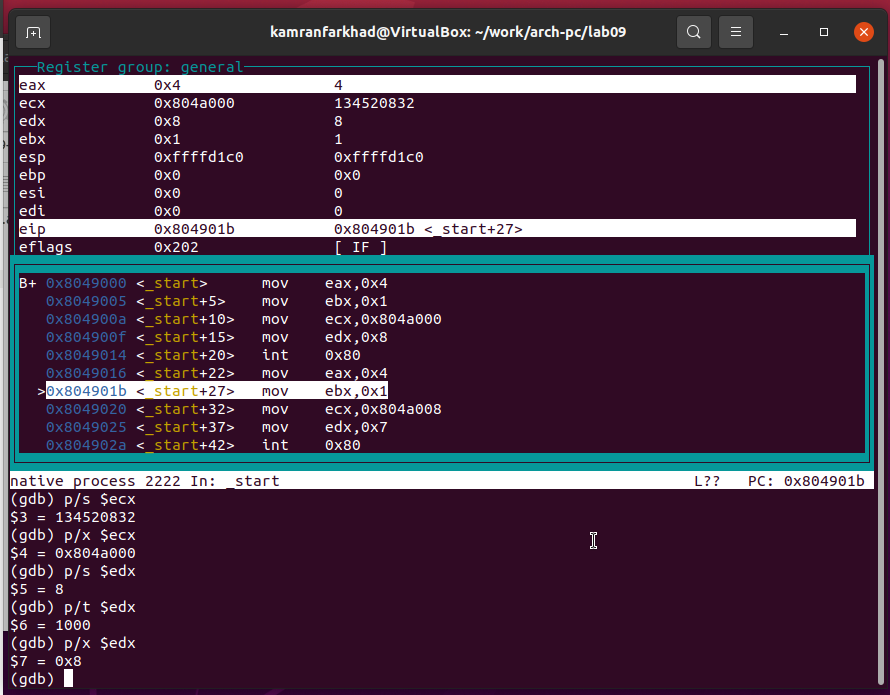 kamranfarkhad@VirtualBox: ~/work/arch-pc/lab09
Register group: general
eax 0x4 4
ecx 0x804a000 134520832
edx 0x8 8
ebx 0x1 1
esp 0xffffd1c0 0xffffd1c0
ebp 0x0 0x0
esi 0x0 0
edi 0x0 0
eip 0x804901b 0x804901b <_start+27>
eflags 0x202 [ IF ]
B+ 0x8049000 <_start> mov eax,0x4
0x8049005 <_start+5> mov ebx,0x1
0x804900a <_start+10> mov ecx,0x804a000
0x804900f <_start+15> mov edx,0x8
0x8049014 <_start+20> int 0x80
0x8049016 <_start+22> mov eax,0x4
>0x804901b <_start+27> mov ebx,0x1
0x8049020 <_start+32> mov ecx,0x804a008
0x8049025 <_start+37> mov edx,0x7
0x804902a <_start+42> int 0x80
native process 2222 In: _start L?? PC: 0x804901b
(gdb) p/s $ecx
$3 = 134520832
(gdb) p/x $ecx
$4 = 0x804a000
(gdb) p/s $edx
$5 = 8
(gdb) p/t $edx
$6 = 1000
(gdb) p/x $edx
$7 = 0x8
(gdb)